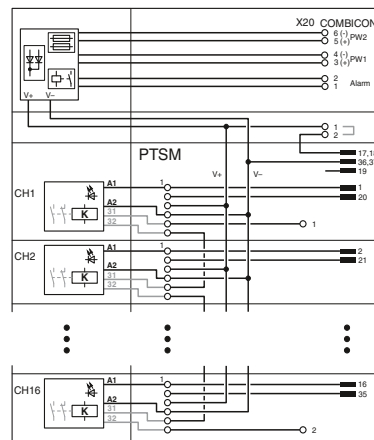 X20 COMBICON
6 (-)
5 (+) PW2
4 (-) PW1
3 (+)
2
1 Alarm
V+ V-
1
2
PTSM
V+ V-
17,18
36,37
19
CH1
A1 1
A2
31
32
K
1
20
1
CH2
A1 1
A2
31
32
K
2
21
CH16
A1 1
A2
31
32
K
16
35
2